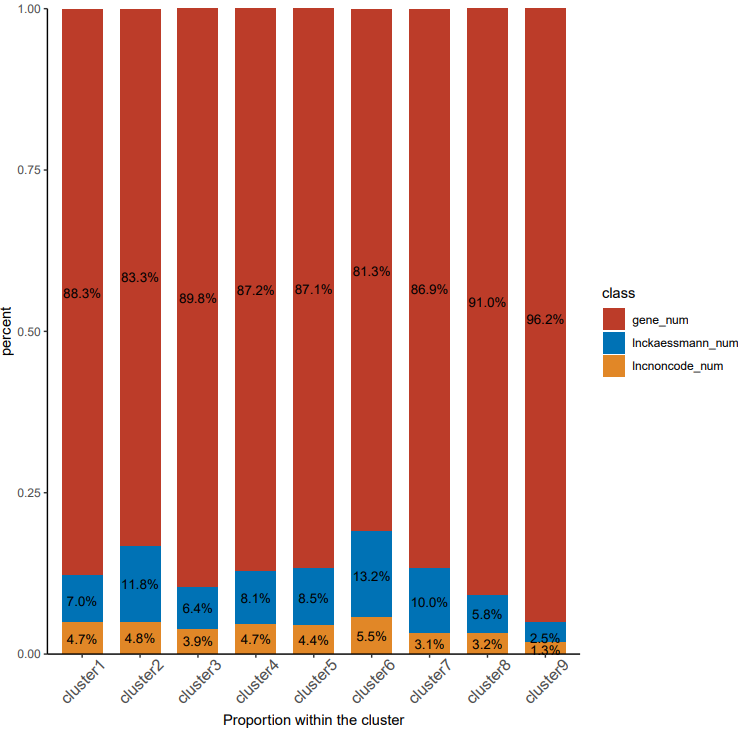 1.00
0.75
0.50
0.25
0.00
percent
88.3%
83.3%
89.8%
87.2%
87.1%
81.3%
86.9%
91.0%
96.2%
7.0%
11.8%
6.4%
8.1%
8.5%
13.2%
10.0%
5.8%
2.5%
4.7%
4.8%
3.9%
4.7%
4.4%
5.5%
3.1%
3.2%
1.3%
cluster1
cluster2
cluster3
cluster4
cluster5
cluster6
cluster7
cluster8
cluster9
Proportion within the cluster
class
gene_num
lnckaessmann_num
lncnoncode_num